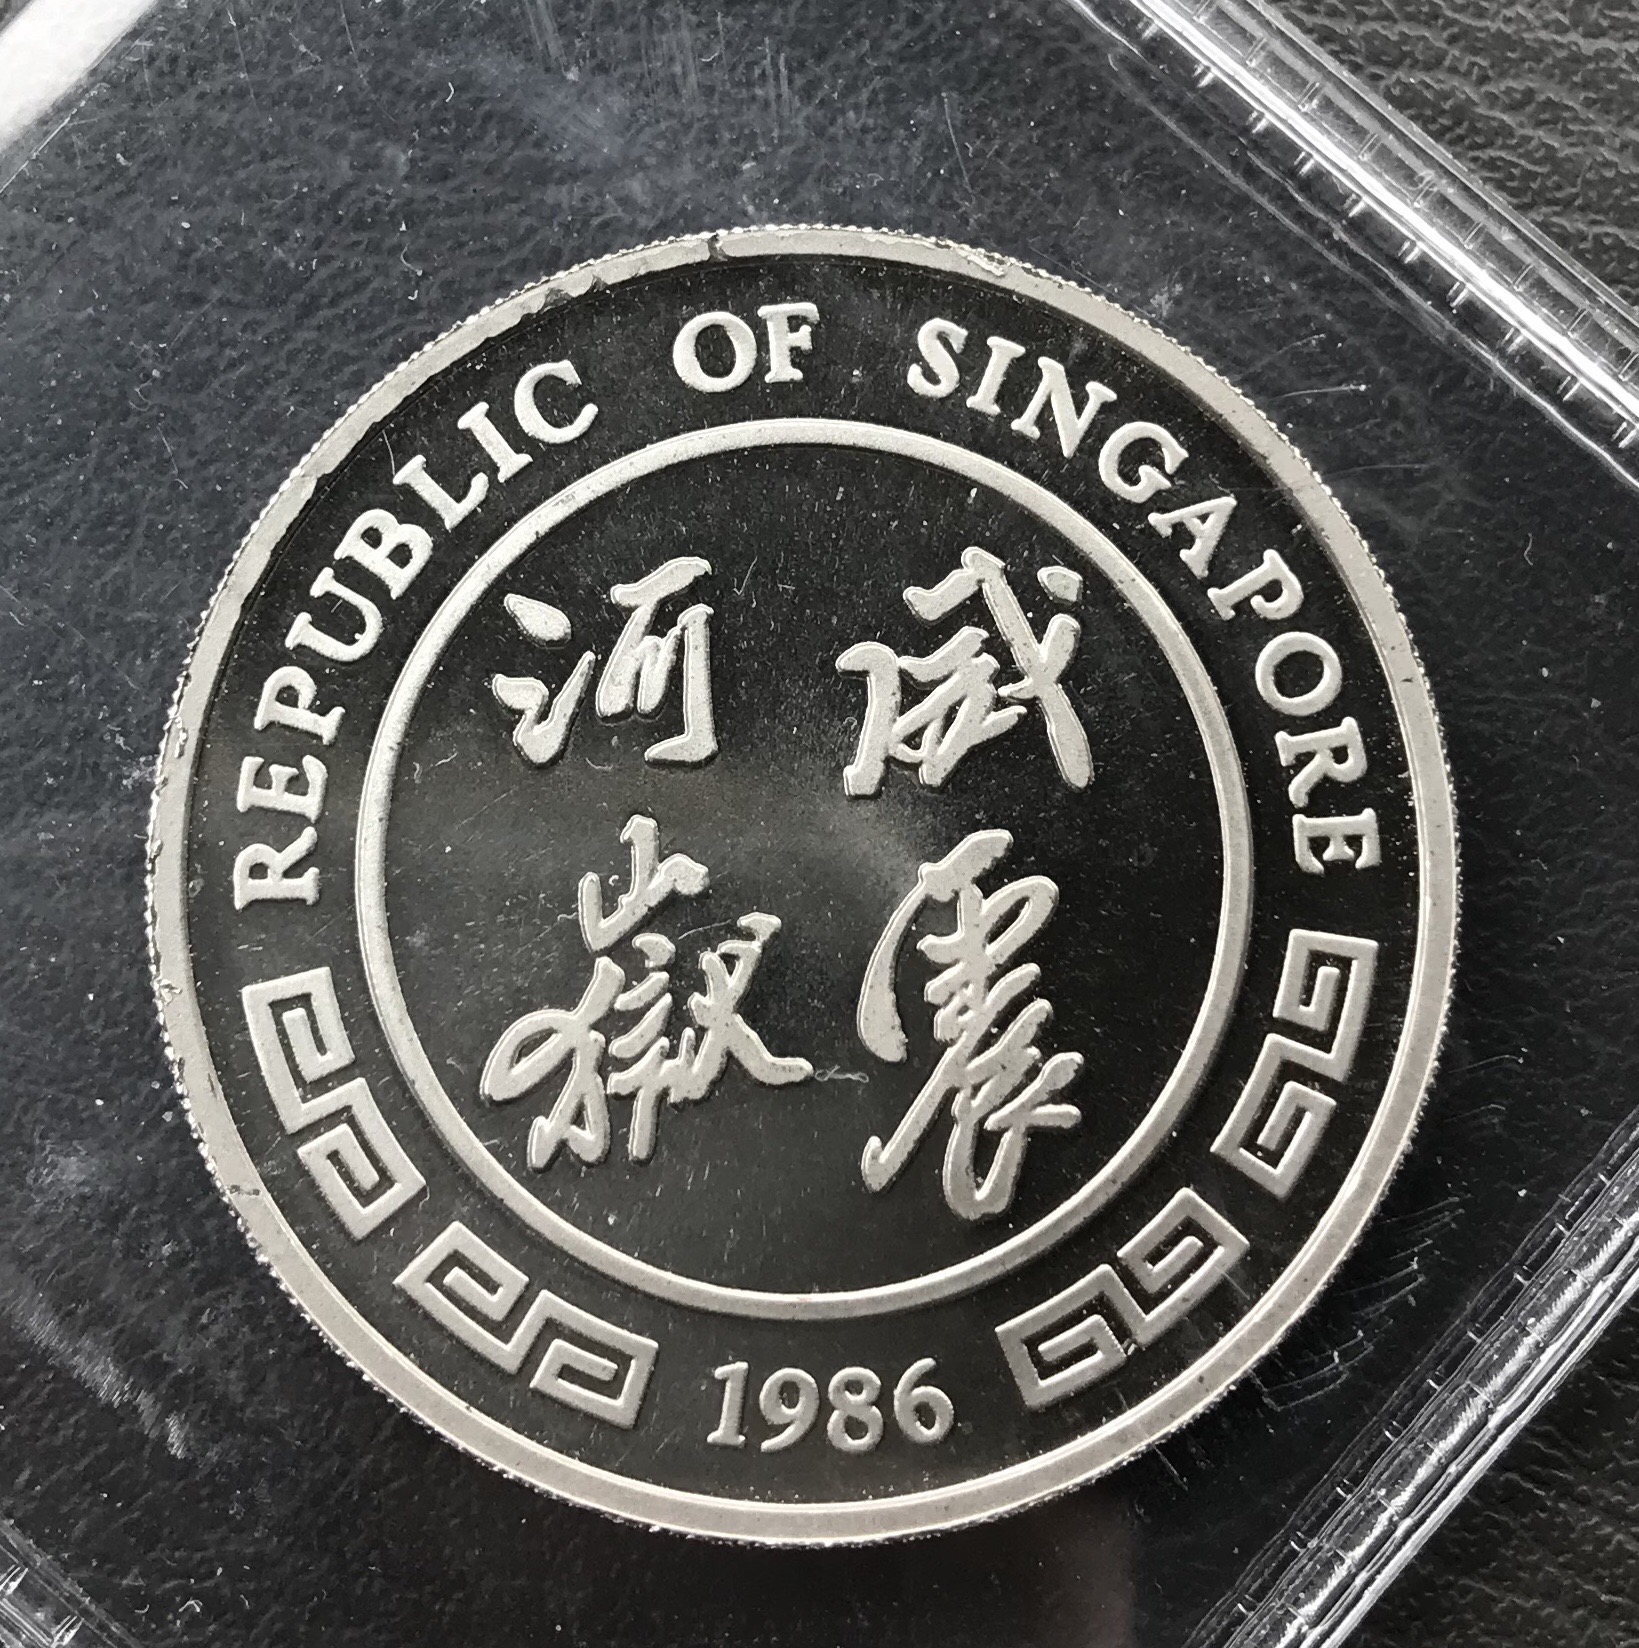 REPUBLIC OF SINGAPORE
威震
河嶽
1986